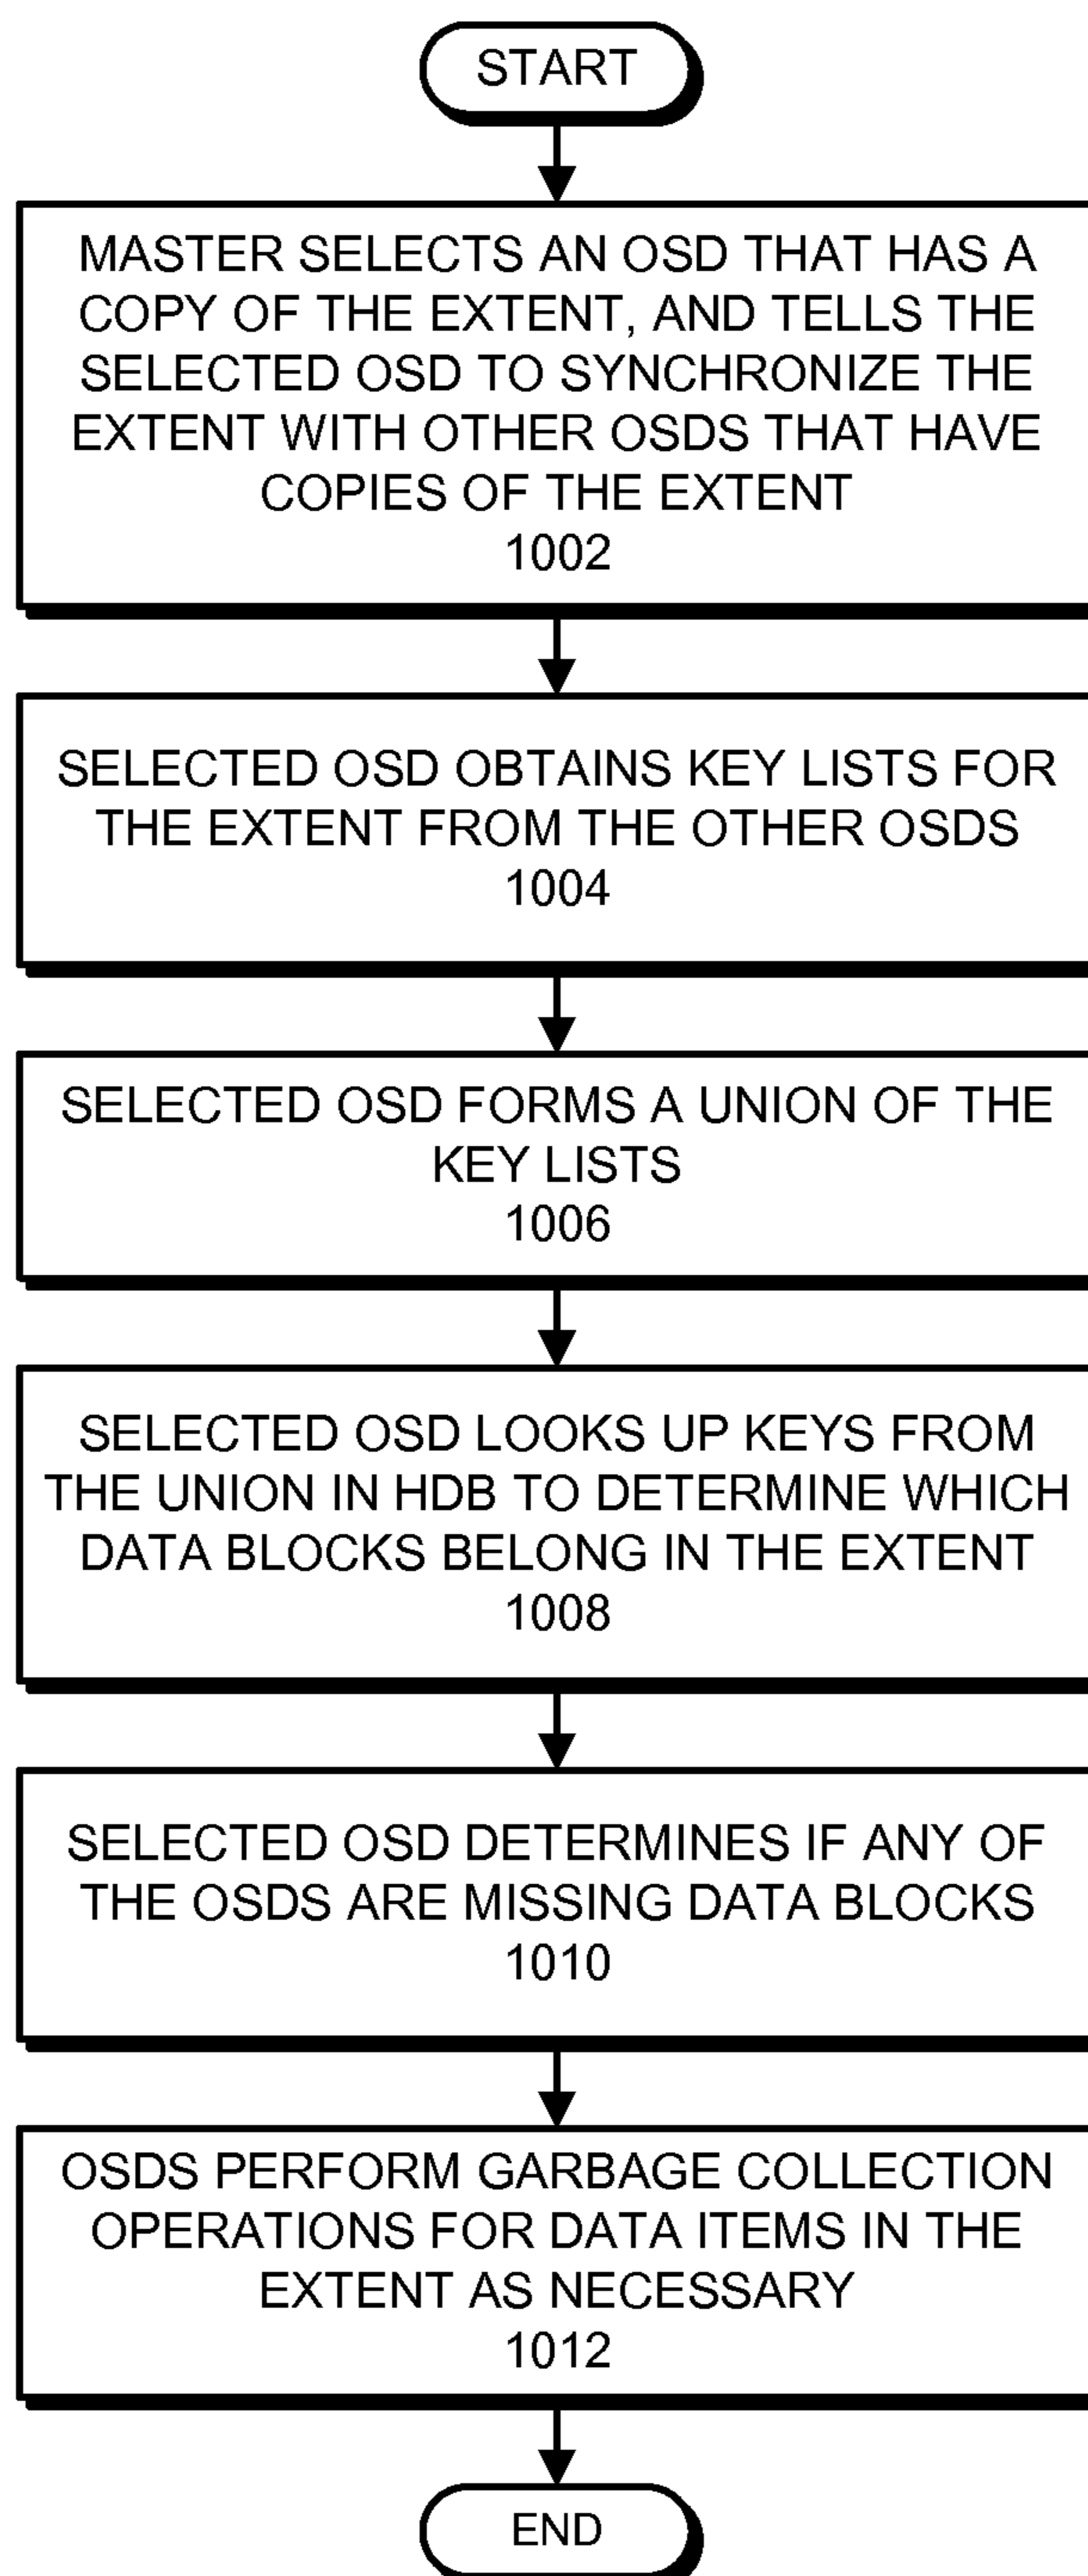 START
MASTER SELECTS AN OSD THAT HAS A
COPY OF THE EXTENT, AND TELLS THE
SELECTED OSD TO SYNCHRONIZE THE
EXTENT WITH OTHER OSDS THAT HAVE
COPIES OF THE EXTENT
1002
SELECTED OSD OBTAINS KEY LISTS FOR
THE EXTENT FROM THE OTHER OSDS
1004
SELECTED OSD FORMS A UNION OF THE
KEY LISTS
1006
SELECTED OSD LOOKS UP KEYS FROM
THE UNION IN HDB TO DETERMINE WHICH
DATA BLOCKS BELONG IN THE EXTENT
1008
SELECTED OSD DETERMINES IF ANY OF
THE OSDS ARE MISSING DATA BLOCKS
1010
OSDS PERFORM GARBAGE COLLECTION
OPERATIONS FOR DATA ITEMS IN THE
EXTENT AS NECESSARY
1012
END